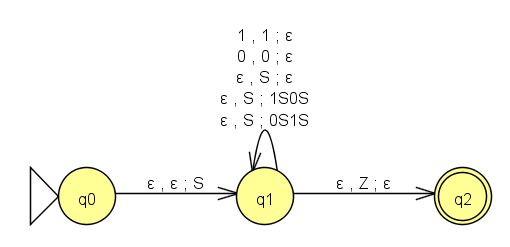 1 , 1 ; ε
0 , 0 ; ε
ε , S ; ε
ε , S ; 1S0S
ε , S ; 0S1S
q0
ε , ε ; S
q1
ε , Z ; ε
q2